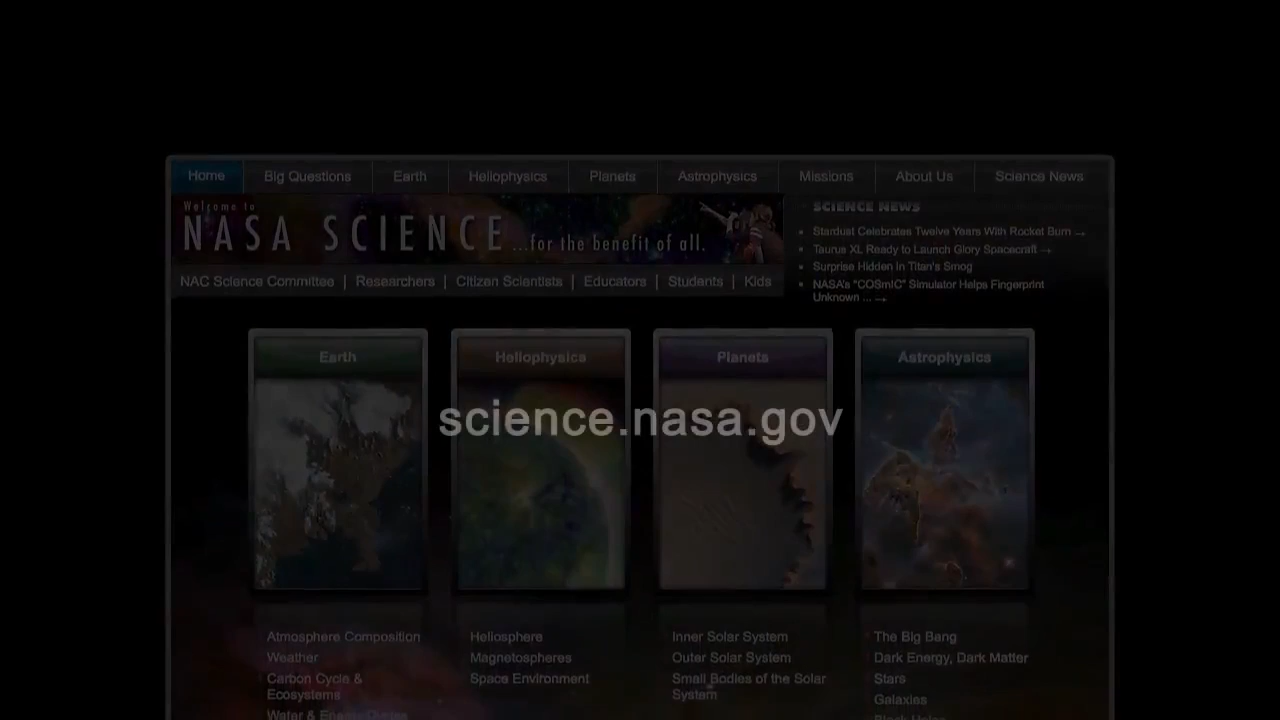 Home Big Questions Earth Heliophysics Planets Astrophysics Missions About Us Science News
Welcome to
NASA SCIENCE ...for the benefit of all.
NAC Science Committee | Researchers | Citizen Scientists | Educators | Students | Kids
SCIENCE NEWS
Stardust Celebrates Twelve Years With Rocket Burn →
Taurus XL Ready to Launch Glory Spacecraft →
Surprise Hidden In Titan's Smog
NASA's "COSmIC" Simulator Helps Fingerprint
Unknown ... →
Earth
Heliophysics
Planets
Astrophysics
science.nasa.gov
Atmosphere Composition
Weather
Carbon Cycle &
Ecosystems
Water & Energy Cycles
Heliosphere
Magnetospheres
Space Environment
Inner Solar System
Outer Solar System
Small Bodies of the Solar
System
The Big Bang
Dark Energy, Dark Matter
Stars
Galaxies
Black Holes